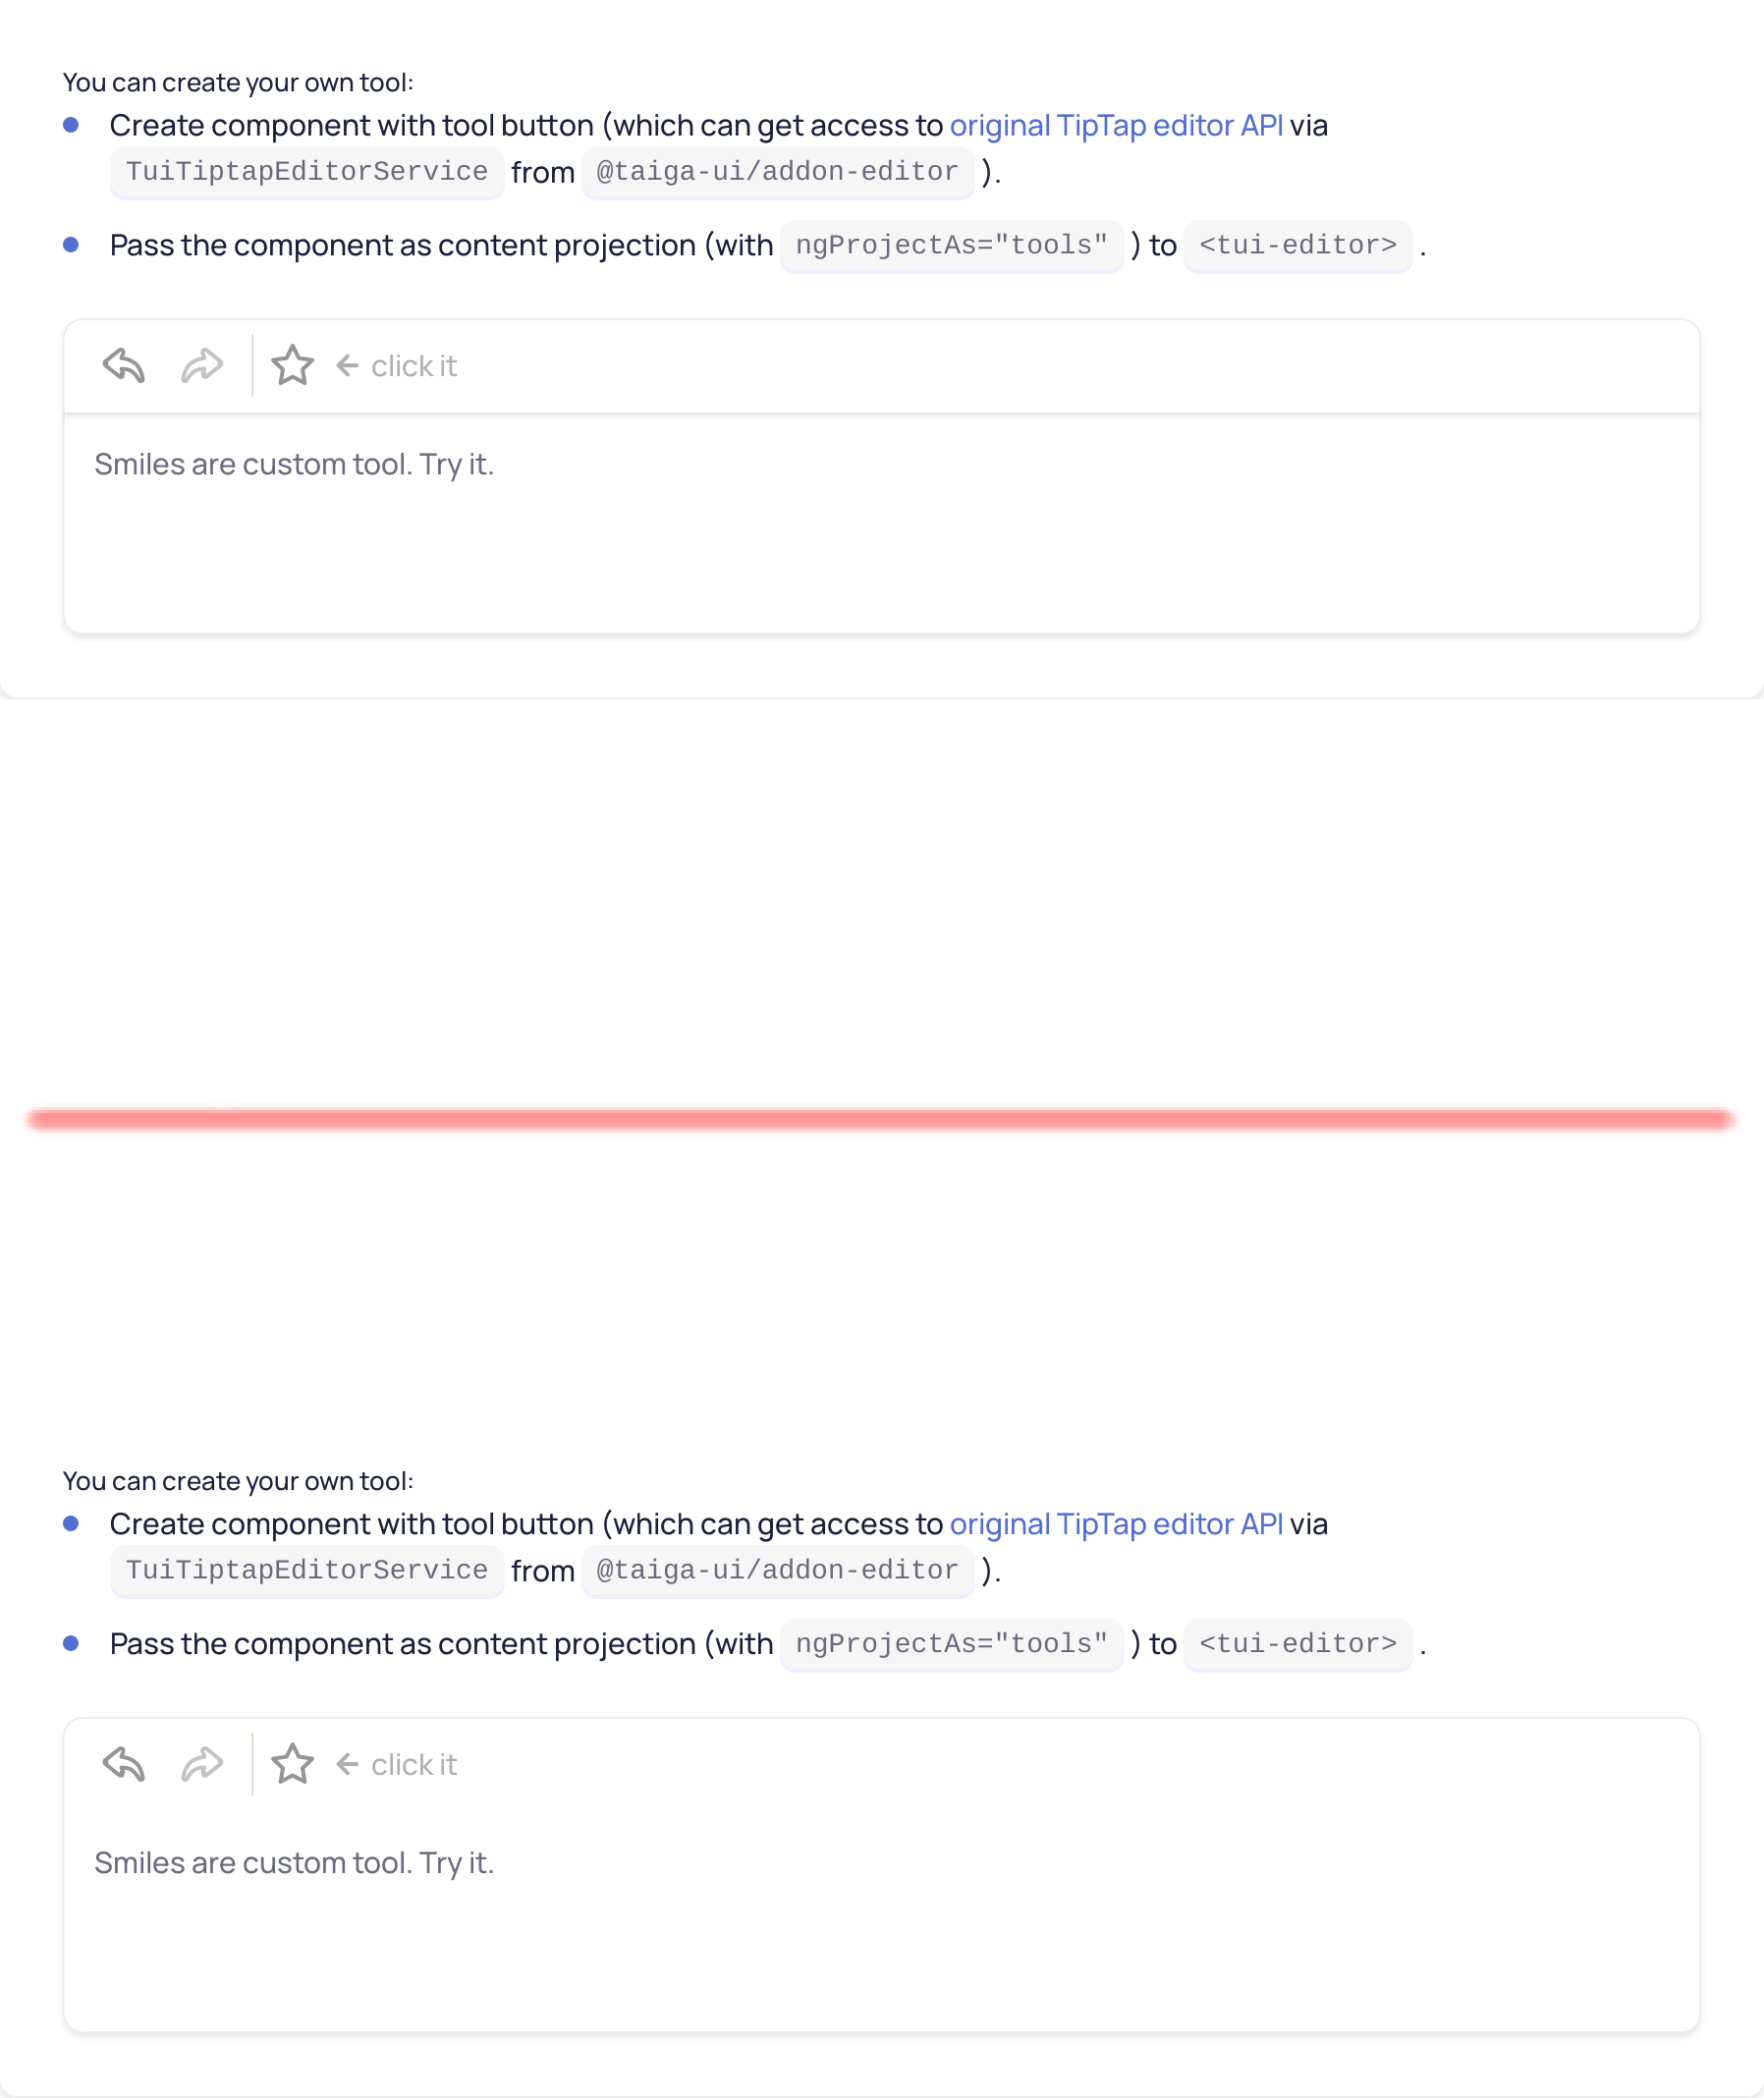 You can create your own tool:
Create component with tool button (which can get access to original TipTap editor API via
TuiTiptapEditorService from @taiga-ui/addon-editor ).
Pass the component as content projection (with ngProjectAs="tools" ) to <tui-editor> .
← click it
Smiles are custom tool. Try it.
You can create your own tool:
Create component with tool button (which can get access to original TipTap editor API via
TuiTiptapEditorService from @taiga-ui/addon-editor ).
Pass the component as content projection (with ngProjectAs="tools" ) to <tui-editor> .
← click it
Smiles are custom tool. Try it.